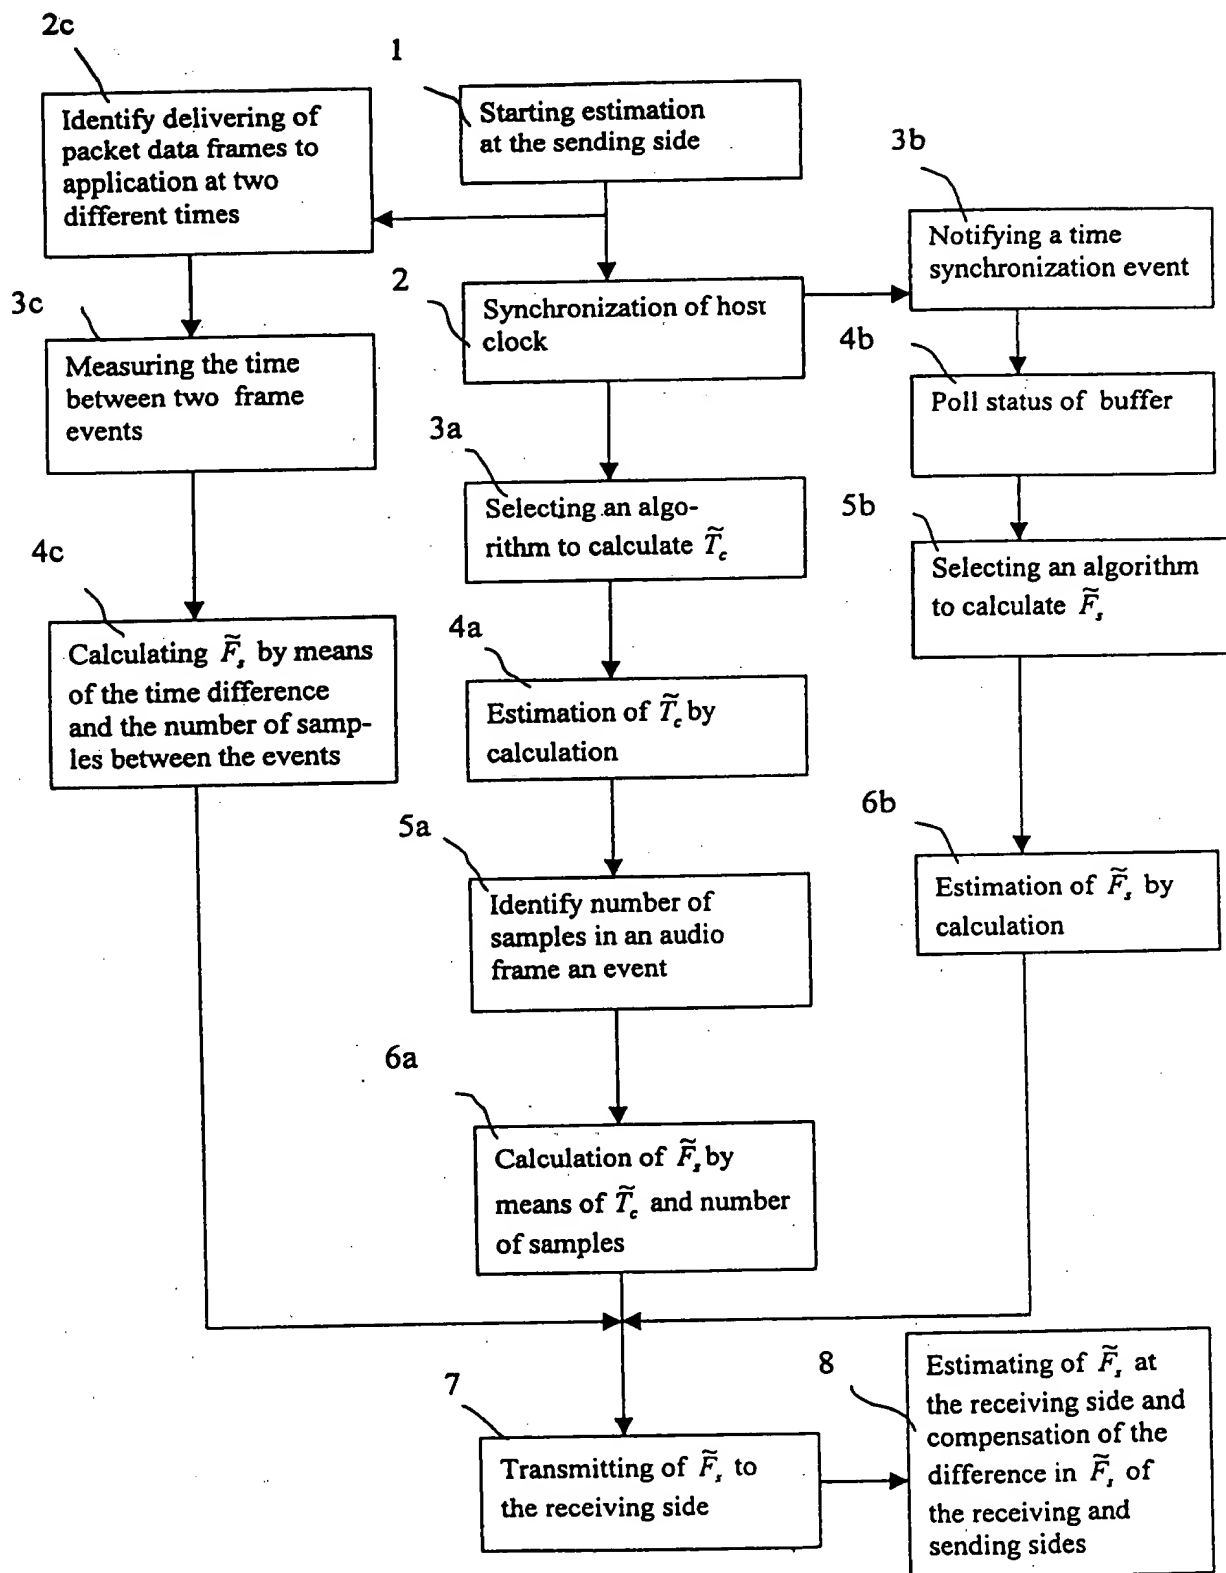 2c
Identify delivering of
packet data frames to
application at two
different times
1
Starting estimation
at the sending side
3b
Notifying a time
synchronization event
2
Synchronization of host
clock
3c
Measuring the time
between two frame
events
4b
Poll status of buffer
3a
Selecting an algo-
rithm to calculate T̃c
5b
Selecting an algorithm
to calculate F̃s
4c
Calculating F̃s by means
of the time difference
and the number of samp-
les between the events
4a
Estimation of T̃c by
calculation
6b
Estimation of F̃s by
calculation
5a
Identify number of
samples in an audio
frame an event
6a
Calculation of F̃s by
means of T̃c and number
of samples
7
Transmitting of F̃s to
the receiving side
8
Estimating of F̃s at
the receiving side and
compensation of the
difference in F̃s of
the receiving and
sending sides